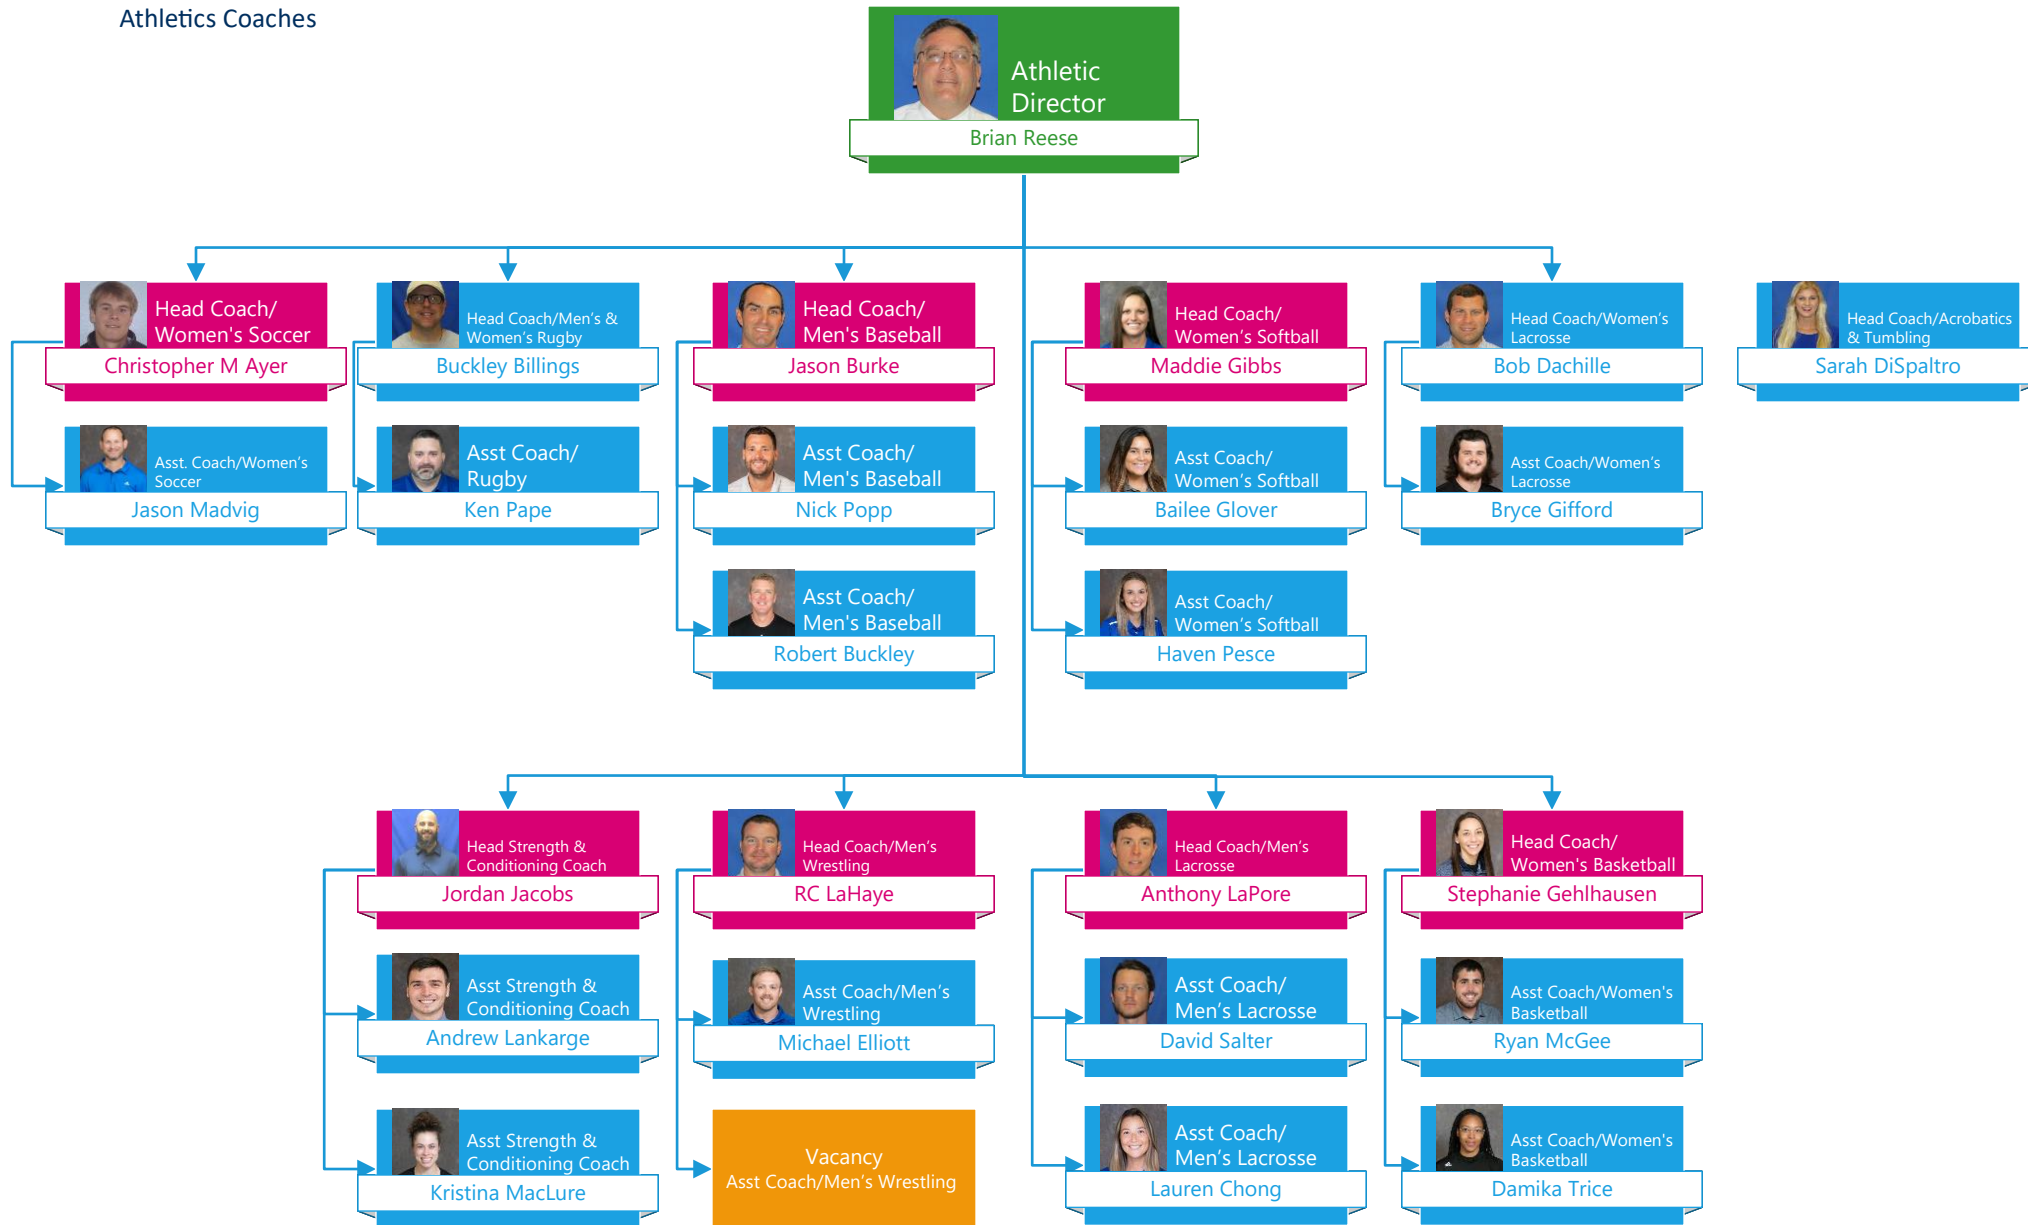 Athletics Coaches
Athletic
Director
Brian Reese
Head Coach/
Women's Soccer
Christopher M Ayer
Head Coach/Men's &
Women's Rugby
Buckley Billings
Head Coach/
Men's Baseball
Jason Burke
Head Coach/
Women's Softball
Maddie Gibbs
Head Coach/Women's
Lacrosse
Bob Dachille
Head Coach/Acrobatics
& Tumbling
Sarah DiSpaltro
Asst. Coach/Women's
Soccer
Jason Madvig
Asst Coach/
Rugby
Ken Pape
Asst Coach/
Men's Baseball
Nick Popp
Asst Coach/
Women's Softball
Bailee Glover
Asst Coach/Women's
Lacrosse
Bryce Gifford
Asst Coach/
Men's Baseball
Robert Buckley
Asst Coach/
Women's Softball
Haven Pesce
Head Strength &
Conditioning Coach
Jordan Jacobs
Head Coach/Men's
Wrestling
RC LaHaye
Head Coach/Men's
Lacrosse
Anthony LaPore
Head Coach/
Women's Basketball
Stephanie Gehlhausen
Asst Strength &
Conditioning Coach
Andrew Lankarge
Asst Coach/Men's
Wrestling
Michael Elliott
Asst Coach/
Men's Lacrosse
David Salter
Asst Coach/Women's
Basketball
Ryan McGee
Asst Strength &
Conditioning Coach
Kristina MacLure
Vacancy
Asst Coach/Men's Wrestling
Asst Coach/
Men's Lacrosse
Lauren Chong
Asst Coach/Women's
Basketball
Damika Trice